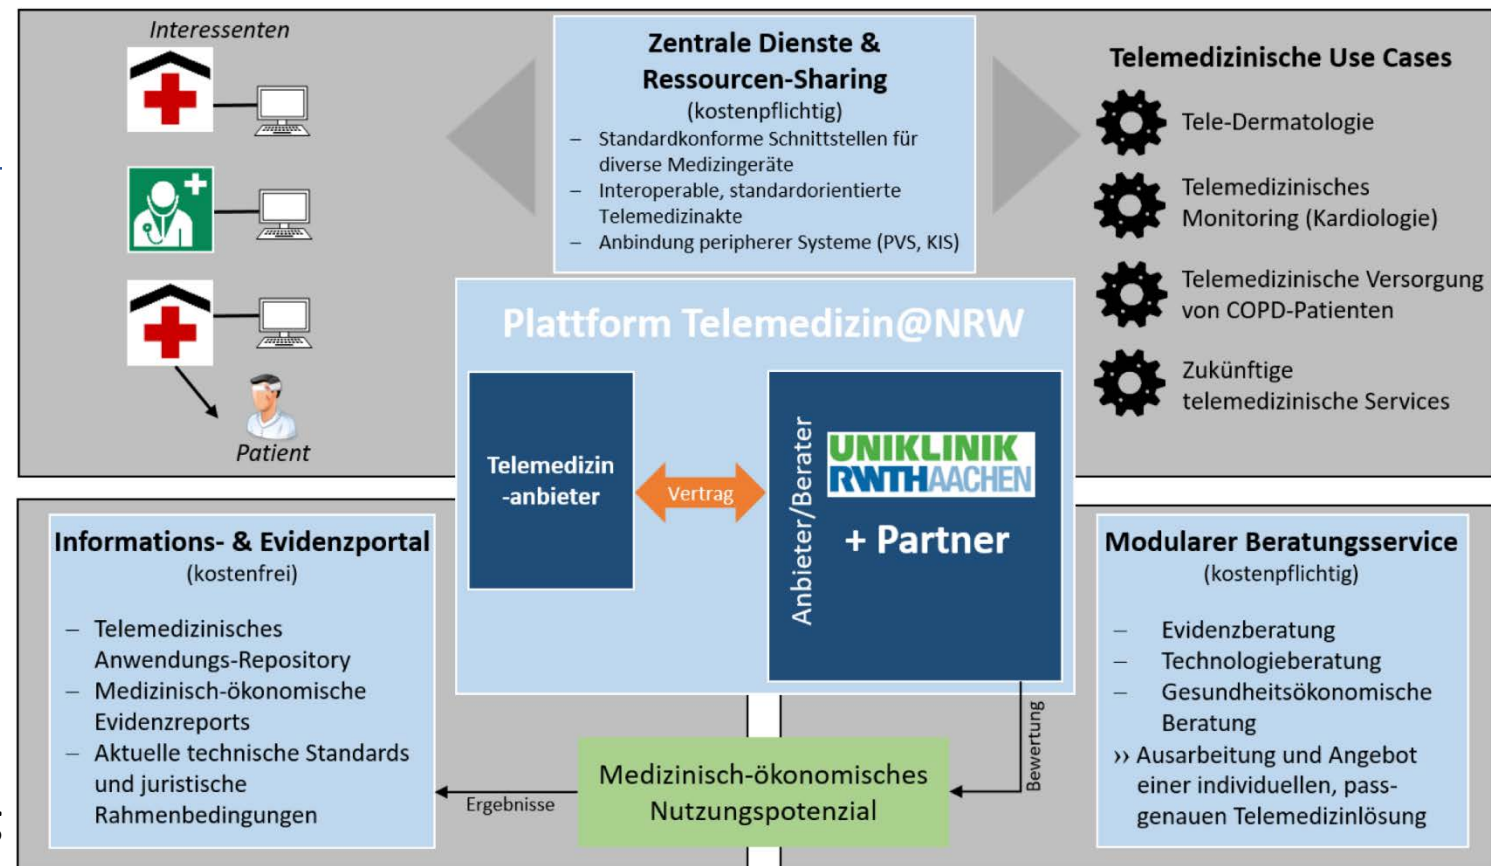 Interessenten
Patient
Zentrale Dienste &
Ressourcen-Sharing
(kostenpflichtig)
– Standardkonforme Schnittstellen für
diverse Medizingeräte
– Interoperable, standardorientierte
Telemedizinakte
– Anbindung peripherer Systeme (PVS, KIS)
Telemedizinische Use Cases
Tele-Dermatologie
Telemedizinisches
Monitoring (Kardiologie)
Telemedizinische Versorgung
von COPD-Patienten
Zukünftige
telemedizinische Services
Plattform Telemedizin@NRW
Telemedizin
-anbieter
Vertrag
Anbieter/Berater
UNIKLINIK
RWTHAACHEN
+ Partner
Informations- & Evidenzportal
(kostenfrei)
– Telemedizinisches
Anwendungs-Repository
– Medizinisch-ökonomische
Evidenzreports
– Aktuelle technische Standards
und juristische
Rahmenbedingungen
Ergebnisse
Medizinisch-ökonomisches
Nutzungspotenzial
Bewertung
Modularer Beratungsservice
(kostenpflichtig)
– Evidenzberatung
– Technologieberatung
– Gesundheitsökonomische
Beratung
›› Ausarbeitung und Angebot
einer individuellen, pass-
genauen Telemedizinlösung